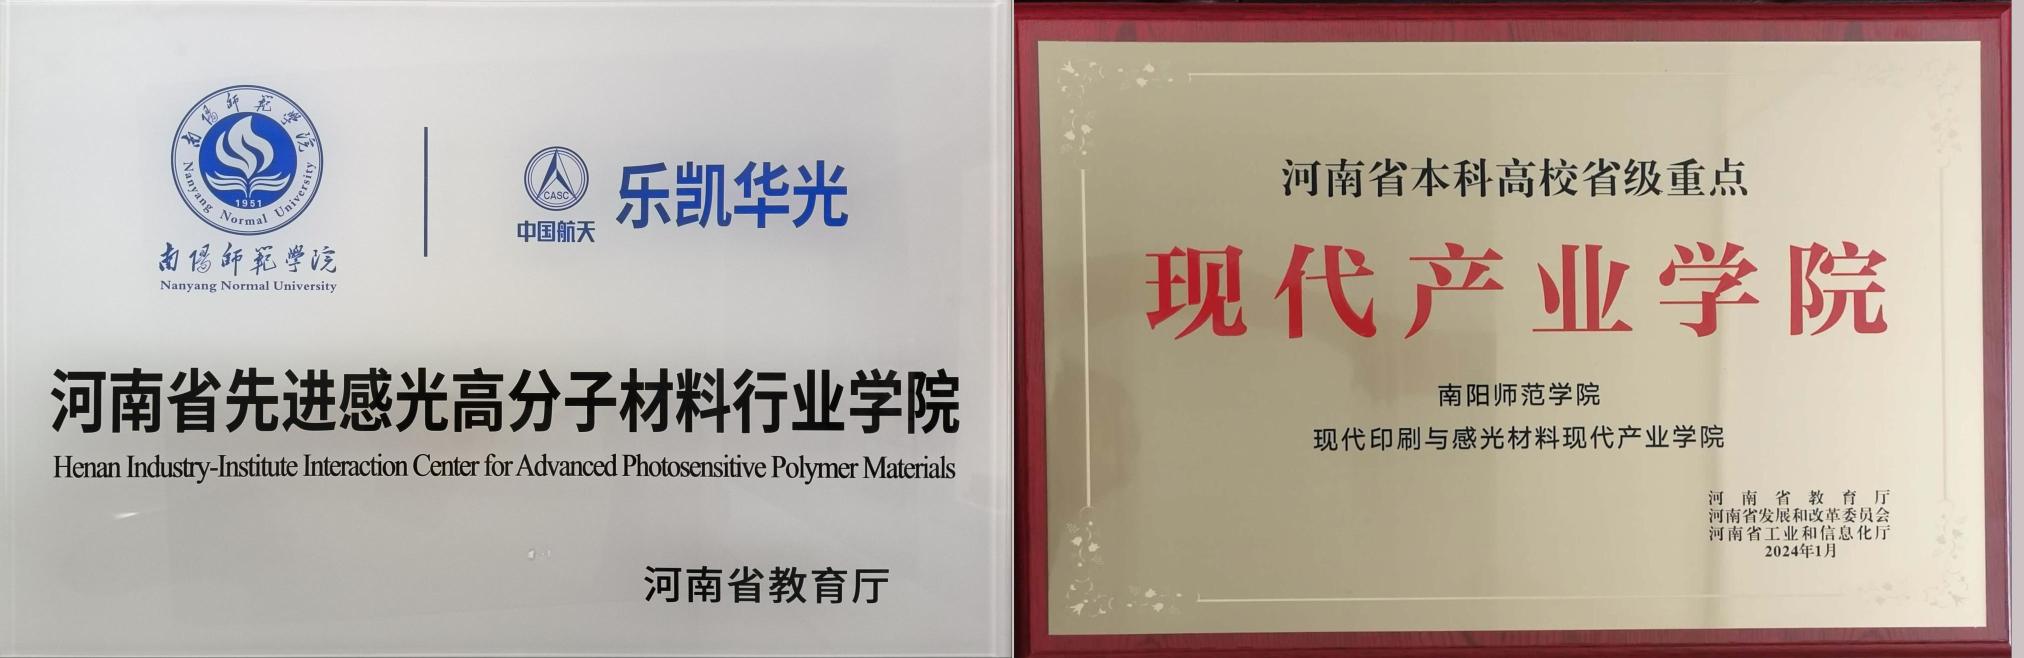 南陽師範學院
Nanyang Normal University
1951
南陽師範學院
Nanyang Normal University
CASC
中国航天
乐凯华光
河南省先进感光高分子材料行业学院
Henan Industry-Institute Interaction Center for Advanced Photosensitive Polymer Materials
河南省教育厅
河南省本科高校省级重点
现代产业学院
南阳师范学院
现代印刷与感光材料现代产业学院
河南省教育厅
河南省发展和改革委员会
河南省工业和信息化厅
2024年1月